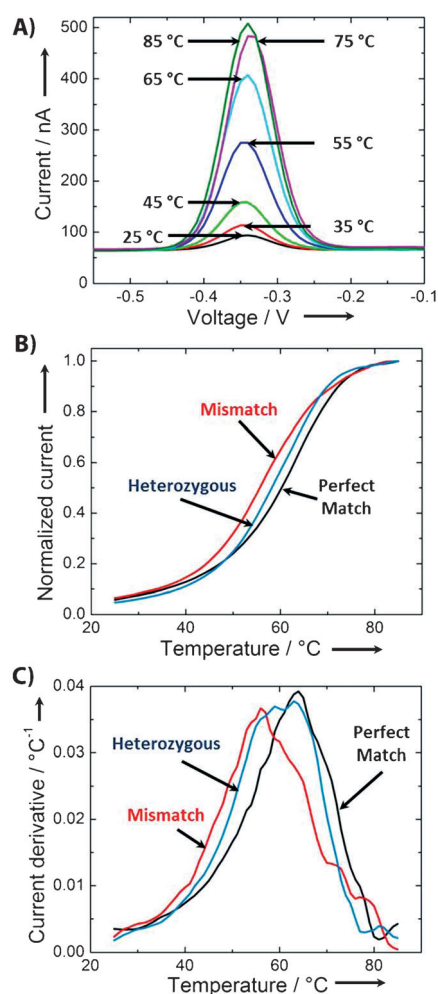 A)
500
400
300
200
100
0
Current / nA
85 °C
75 °C
65 °C
55 °C
45 °C
35 °C
25 °C
-0.5
-0.4
-0.3
-0.2
-0.1
Voltage / V
B)
1.0
0.8
0.6
0.4
0.2
0.0
Normalized current
Mismatch
Heterozygous
Perfect
Match
20
40
60
80
Temperature / °C
C)
0.04
0.03
0.02
0.01
0.00
Current derivative / °C⁻¹
Heterozygous
Perfect
Match
Mismatch
20
40
60
80
Temperature / °C